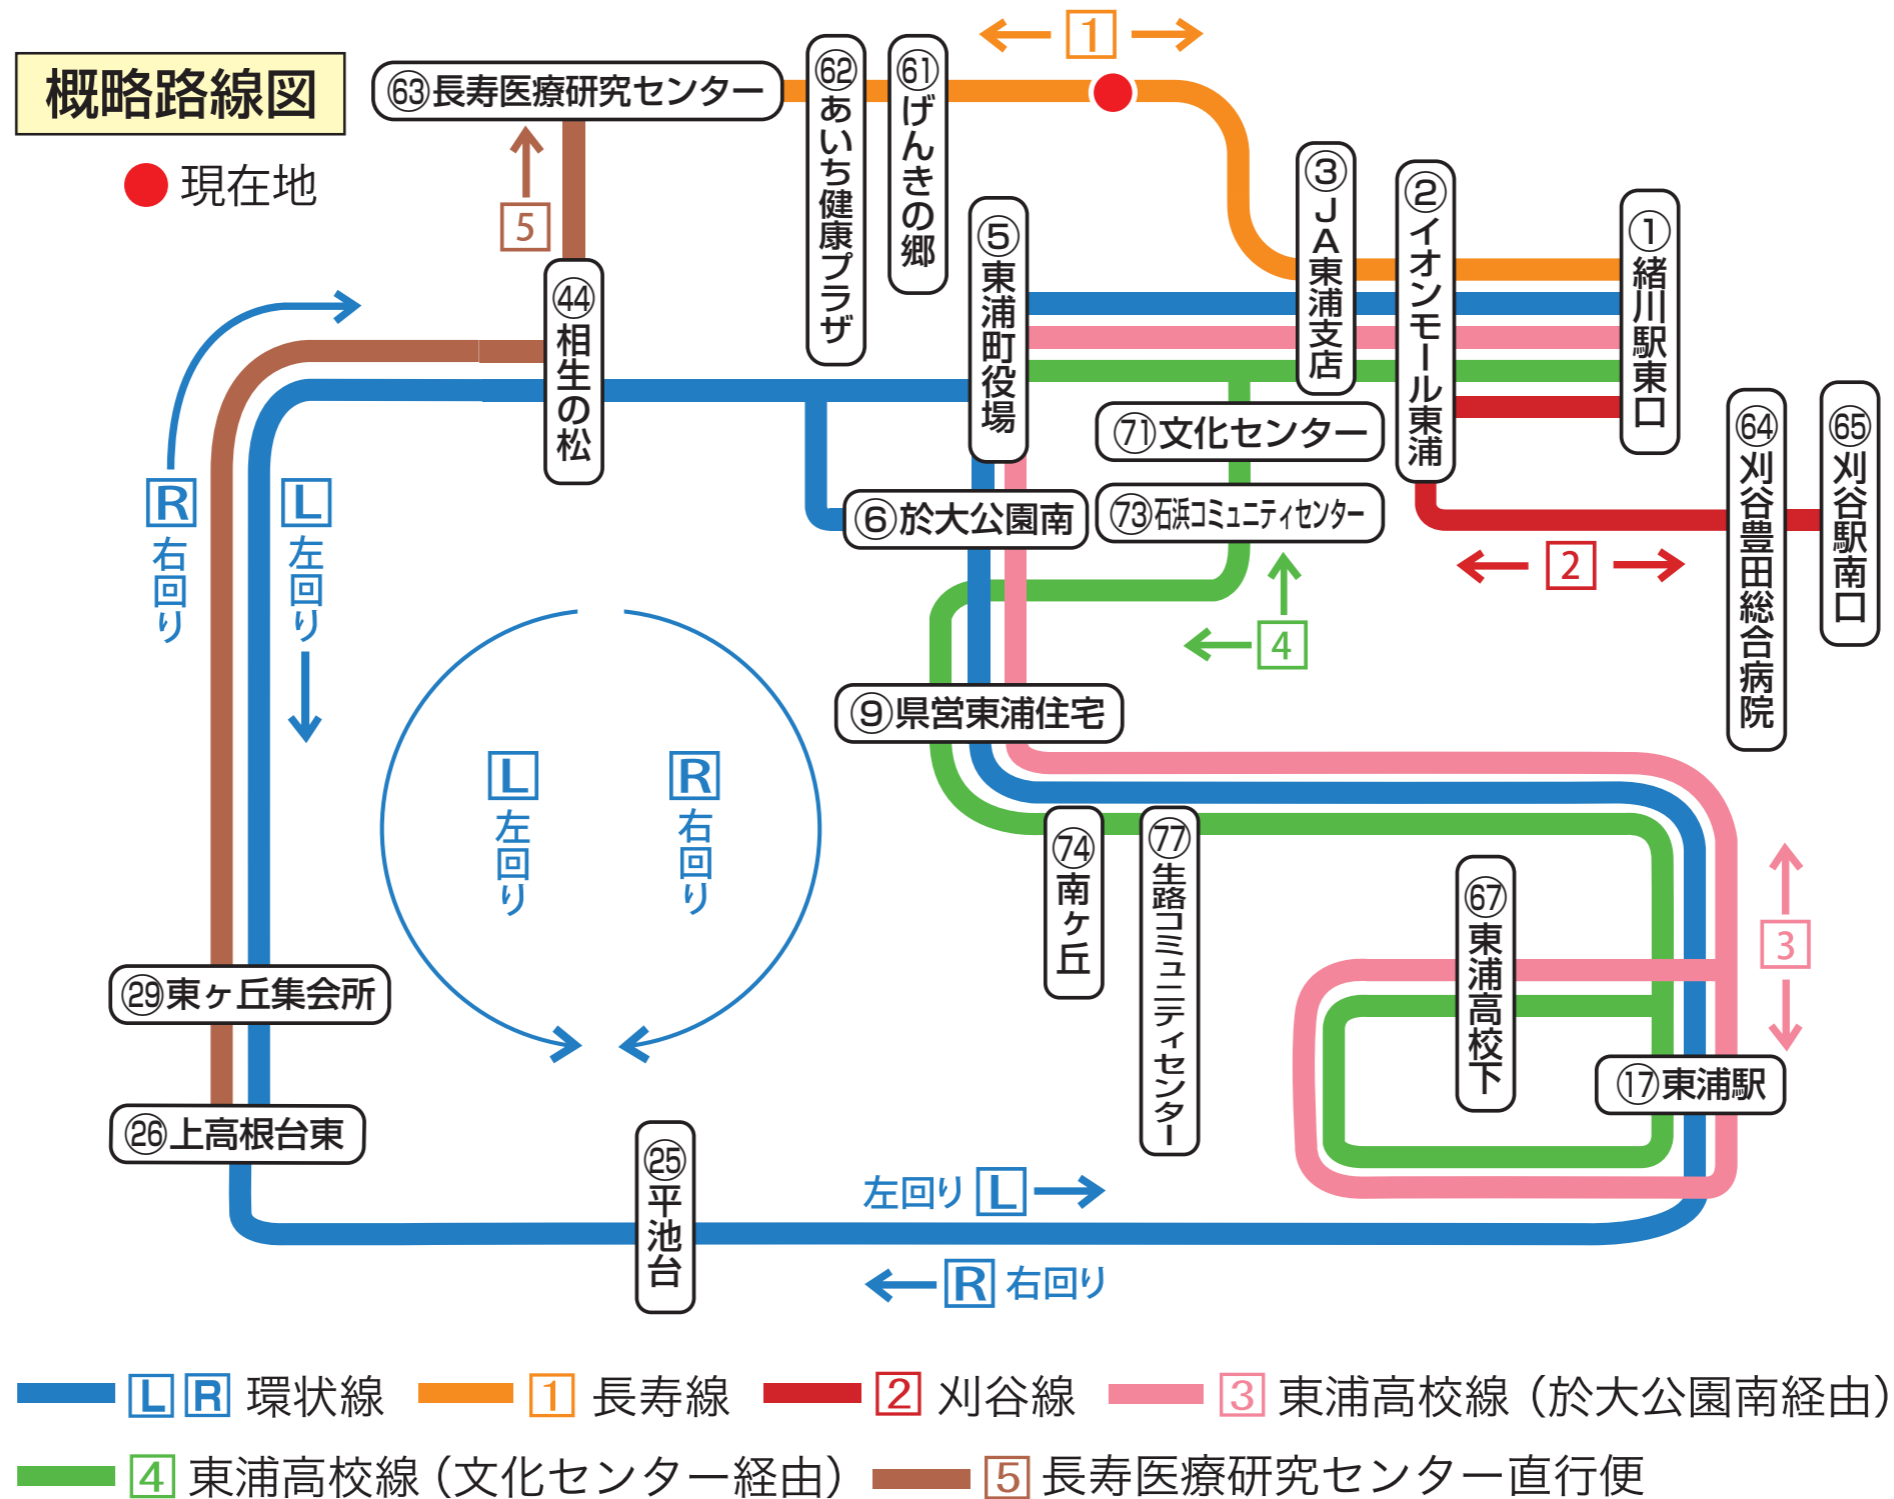 概略路線図
現在地
1
63長寿医療研究センター
62あいち健康プラザ
61げんきの郷
5
3JA東浦支店
2イオンモール東浦
1緒川駅東口
5東浦町役場
44相生の松
71文化センター
73石浜コミュニティセンター
6於大公園南
64刈谷豊田総合病院
65刈谷駅南口
2
R
右回り
L
左回り
4
9県営東浦住宅
L
左回り
R
右回り
74南ヶ丘
77生路コミュニティセンター
67東浦高校下
3
29東ヶ丘集会所
17東浦駅
26上高根台東
25平池台
左回り L
R 右回り
L R 環状線 1 長寿線 2 刈谷線 3 東浦高校線(於大公園南経由)
4 東浦高校線(文化センター経由) 5 長寿医療研究センター直行便